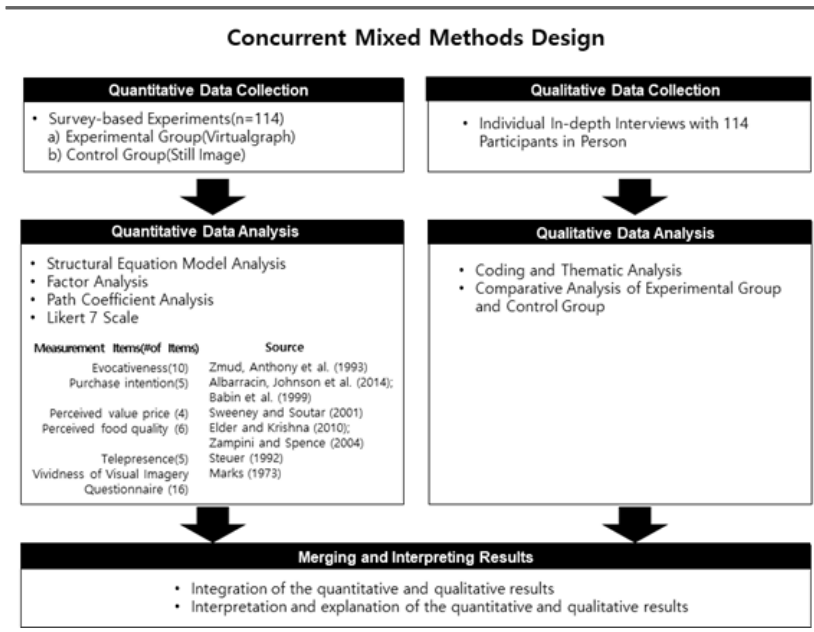 Concurrent Mixed Methods Design
Quantitative Data Collection
• Survey-based Experiments(n=114)
a) Experimental Group(Virtualgraph)
b) Control Group(Still Image)
Qualitative Data Collection
• Individual In-depth Interviews with 114
Participants in Person
Quantitative Data Analysis
• Structural Equation Model Analysis
• Factor Analysis
• Path Coefficient Analysis
• Likert 7 Scale
Measurement Items(#of Items) Source
Evocativeness(10) Zmud, Anthony et al. (1993)
Purchase intention(5) Albarracin, Johnson et al. (2014);
Babin et al. (1999)
Perceived value price (4) Sweeney and Soutar (2001)
Perceived food quality (6) Elder and Krishna (2010);
Zampini and Spence (2004)
Telepresence(5) Steuer (1992)
Vividness of Visual Imagery Marks (1973)
Questionnaire (16)
Qualitative Data Analysis
• Coding and Thematic Analysis
• Comparative Analysis of Experimental Group
and Control Group
Merging and Interpreting Results
• Integration of the quantitative and qualitative results
• Interpretation and explanation of the quantitative and qualitative results